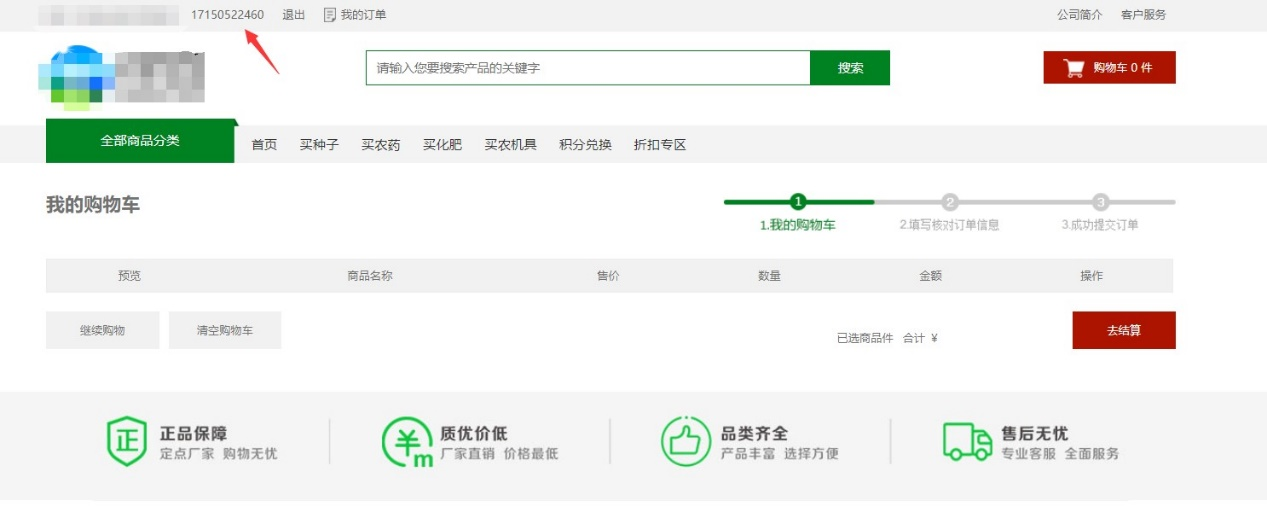 17150522460 退出 我的订单 公司简介 客户服务
请输入您要搜索产品的关键字 搜索 购物车 0 件
全部商品分类 首页 买种子 买农药 买化肥 买农机具 积分兑换 折扣专区
我的购物车
1 2 3
1.我的购物车 2.填写核对订单信息 3.成功提交订单
预览 商品名称 售价 数量 金额 操作
继续购物 清空购物车 已选商品件 合计 ¥ 去结算
正 正品保障 ¥m 质优价低 品类齐全 售后无忧
定点厂家 购物无忧 厂家直销 价格最低 产品丰富 选择方便 专业客服 全面服务